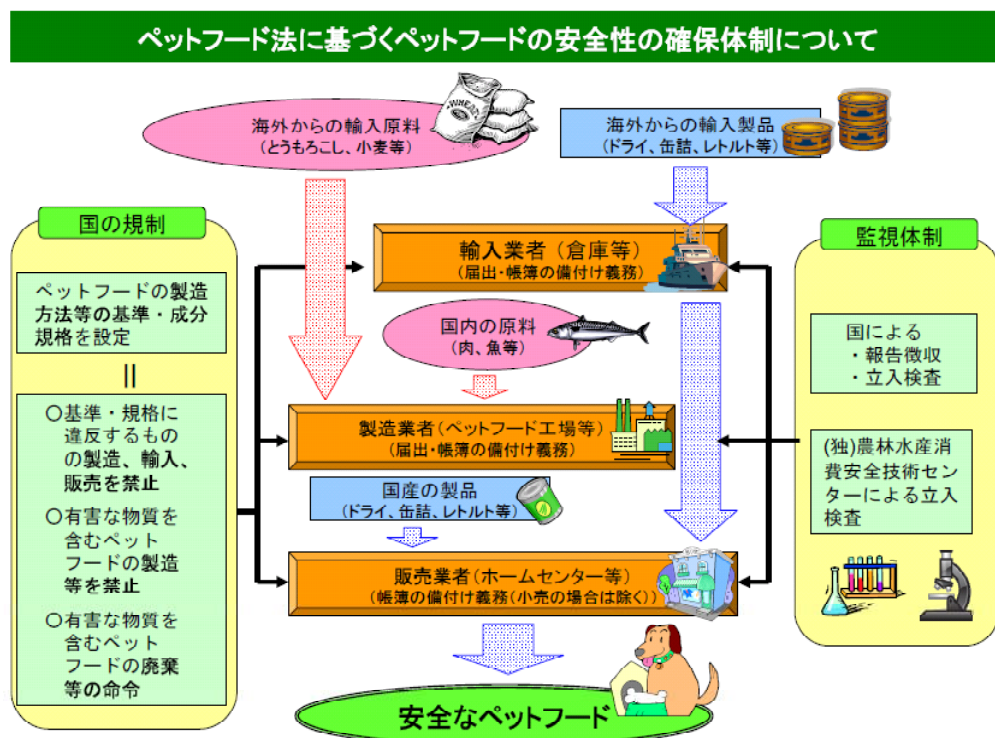 ペットフード法に基づくペットフードの安全性の確保体制について
海外からの輸入原料
(とうもろこし、小麦等)
WHEAT
海外からの輸入製品
(ドライ、缶詰、レトルト等)
国の規制
ペットフードの製造
方法等の基準・成分
規格を設定
||
〇基準・規格に
違反するもの
の製造、輸入、
販売を禁止
〇有害な物質を
含むペット
フードの製造
等を禁止
〇有害な物質を
含むペット
フードの廃棄
等の命令
輸入業者(倉庫等)
(届出・帳簿の備付け義務)
国内の原料
(肉、魚等)
製造業者(ペットフード工場等)
(届出・帳簿の備付け義務)
国産の製品
(ドライ、缶詰、レトルト等)
販売業者(ホームセンター等)
(帳簿の備付け義務(小売の場合は除く))
安全なペットフード
監視体制
国による
・報告徴収
・立入検査
(独)農林水産消
費安全技術セン
ターによる立入
検査